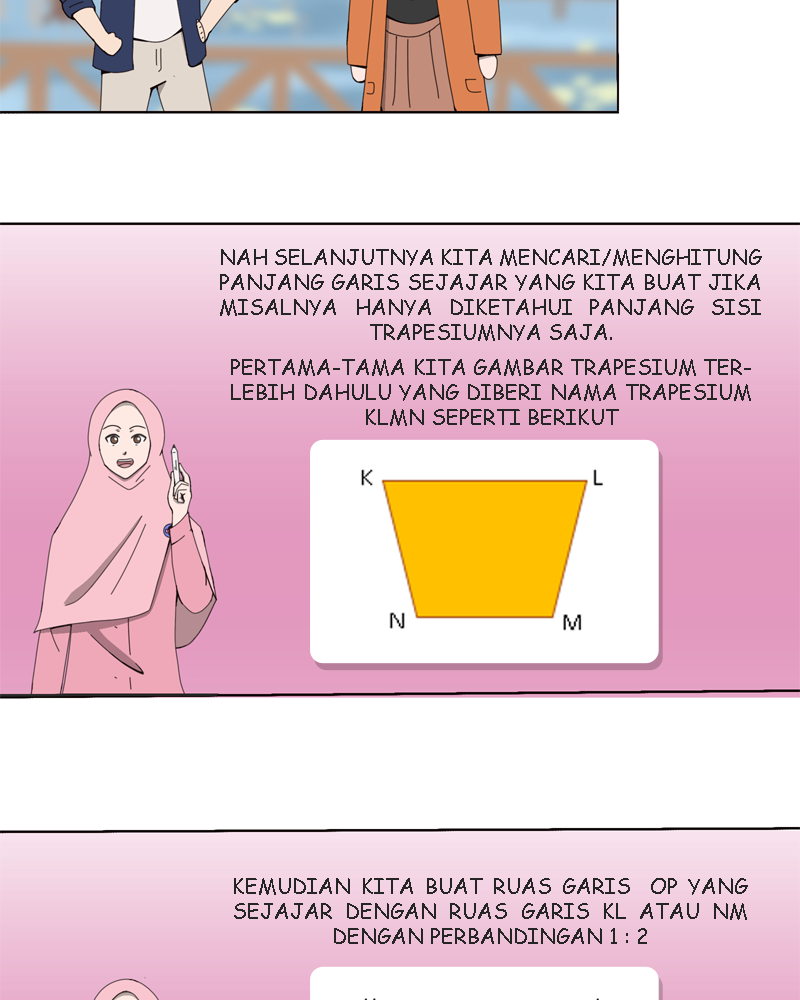 NAH SELANJUTNYA KITA MENCARI/MENGHITUNG
PANJANG GARIS SEJAJAR YANG KITA BUAT JIKA
MISALNYA HANYA DIKETAHUI PANJANG SISI
TRAPESIUMNYA SAJA.
PERTAMA-TAMA KITA GAMBAR TRAPESIUM TER-
LEBIH DAHULU YANG DIBERI NAMA TRAPESIUM
KLMN SEPERTI BERIKUT
K L
N M
KEMUDIAN KITA BUAT RUAS GARIS OP YANG
SEJAJAR DENGAN RUAS GARIS KL ATAU NM
DENGAN PERBANDINGAN 1 : 2